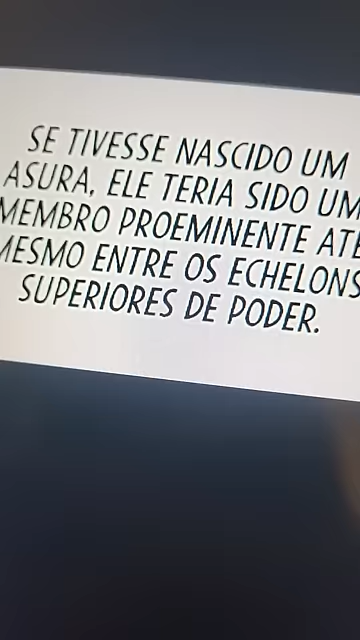 SE TIVESSE NASCIDO UM
ASURA, ELE TERIA SIDO UM
MEMBRO PROEMINENTE ATÉ
MESMO ENTRE OS ECHELONS
SUPERIORES DE PODER.